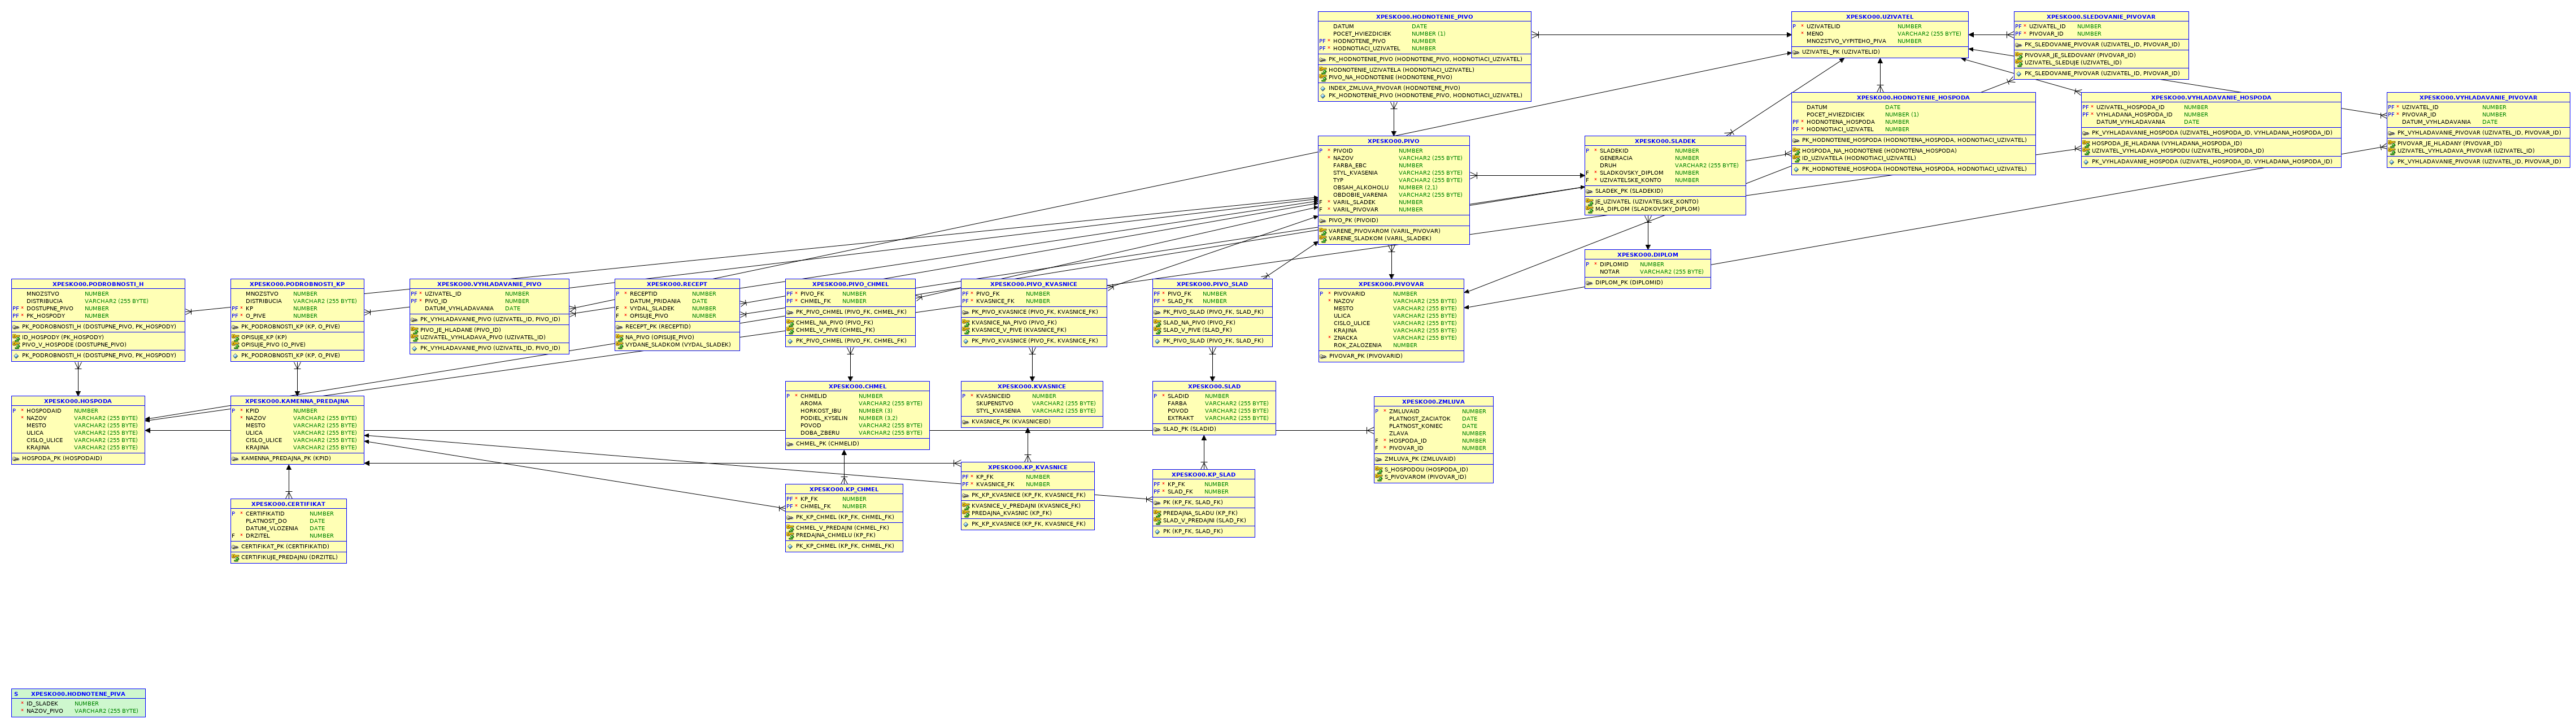 XPESKO00.HODNOTENIE_PIVO
DATUM DATE
POCET_HVIEZDICIEK NUMBER (1)
PF * HODNOTENE_PIVO NUMBER
PF * HODNOTIACI_UZIVATEL NUMBER
PK_HODNOTENIE_PIVO (HODNOTENE_PIVO, HODNOTIACI_UZIVATEL)
HODNOTENIE_UZIVATELA (HODNOTIACI_UZIVATEL)
PIVO_NA_HODNOTENIE (HODNOTENE_PIVO)
INDEX_ZMLUVA_PIVOVAR (HODNOTENE_PIVO)
PK_HODNOTENIE_PIVO (HODNOTENE_PIVO, HODNOTIACI_UZIVATEL)
XPESKO00.UZIVATEL
P * UZIVATELID NUMBER
* MENO VARCHAR2 (255 BYTE)
MNOZSTVO_VYPITEHO_PIVA NUMBER
UZIVATEL_PK (UZIVATELID)
XPESKO00.SLEDOVANIE_PIVOVAR
PF * UZIVATEL_ID NUMBER
PF * PIVOVAR_ID NUMBER
PK_SLEDOVANIE_PIVOVAR (UZIVATEL_ID, PIVOVAR_ID)
PIVOVAR_JE_SLEDOVANY (PIVOVAR_ID)
UZIVATEL_SLEDUJE (UZIVATEL_ID)
PK_SLEDOVANIE_PIVOVAR (UZIVATEL_ID, PIVOVAR_ID)
XPESKO00.HODNOTENIE_HOSPODA
DATUM DATE
POCET_HVIEZDICIEK NUMBER (1)
PF * HODNOTENA_HOSPODA NUMBER
PF * HODNOTIACI_UZIVATEL NUMBER
PK_HODNOTENIE_HOSPODA (HODNOTENA_HOSPODA, HODNOTIACI_UZIVATEL)
HOSPODA_NA_HODNOTENIE (HODNOTENA_HOSPODA)
ID_UZIVATELA (HODNOTIACI_UZIVATEL)
PK_HODNOTENIE_HOSPODA (HODNOTENA_HOSPODA, HODNOTIACI_UZIVATEL)
XPESKO00.VYHLADAVANIE_HOSPODA
PF * UZIVATEL_HOSPODA_ID NUMBER
PF * VYHLADANA_HOSPODA_ID NUMBER
DATUM_VYHLADAVANIA DATE
PK_VYHLADAVANIE_HOSPODA (UZIVATEL_HOSPODA_ID, VYHLADANA_HOSPODA_ID)
HOSPODA_JE_HLADANA (VYHLADANA_HOSPODA_ID)
UZIVATEL_VYHLADAVA_HOSPODU (UZIVATEL_HOSPODA_ID)
PK_VYHLADAVANIE_HOSPODA (UZIVATEL_HOSPODA_ID, VYHLADANA_HOSPODA_ID)
XPESKO00.VYHLADAVANIE_PIVOVAR
PF * UZIVATEL_ID NUMBER
PF * PIVOVAR_ID NUMBER
DATUM_VYHLADAVANIA DATE
PK_VYHLADAVANIE_PIVOVAR (UZIVATEL_ID, PIVOVAR_ID)
PIVOVAR_JE_HLADANY (PIVOVAR_ID)
UZIVATEL_VYHLADAVA_PIVOVAR (UZIVATEL_ID)
PK_VYHLADAVANIE_PIVOVAR (UZIVATEL_ID, PIVOVAR_ID)
XPESKO00.PIVO
P * PIVOID NUMBER
* NAZOV VARCHAR2 (255 BYTE)
FARBA_EBC NUMBER
STYL_KVASENIA VARCHAR2 (255 BYTE)
TYP VARCHAR2 (255 BYTE)
OBSAH_ALKOHOLU NUMBER (2,1)
OBDOBIE_VARENIA VARCHAR2 (255 BYTE)
F * VARIL_SLADEK NUMBER
F * VARIL_PIVOVAR NUMBER
PIVO_PK (PIVOID)
VARENE_PIVOVAROM (VARIL_PIVOVAR)
VARENE_SLADKOM (VARIL_SLADEK)
XPESKO00.SLADEK
P * SLADEKID NUMBER
GENERACIA NUMBER
DRUH VARCHAR2 (255 BYTE)
F * SLADKOVSKY_DIPLOM NUMBER
F * UZIVATELSKE_KONTO NUMBER
SLADEK_PK (SLADEKID)
JE_UZIVATEL (UZIVATELSKE_KONTO)
MA_DIPLOM (SLADKOVSKY_DIPLOM)
XPESKO00.DIPLOM
P * DIPLOMID NUMBER
NOTAR VARCHAR2 (255 BYTE)
DIPLOM_PK (DIPLOMID)
XPESKO00.PODROBNOSTI_H
MNOZSTVO NUMBER
DISTRIBUCIA VARCHAR2 (255 BYTE)
PF * DOSTUPNE_PIVO NUMBER
PF * PK_HOSPODY NUMBER
PK_PODROBNOSTI_H (DOSTUPNE_PIVO, PK_HOSPODY)
ID_HOSPODY (PK_HOSPODY)
PIVO_V_HOSPODE (DOSTUPNE_PIVO)
PK_PODROBNOSTI_H (DOSTUPNE_PIVO, PK_HOSPODY)
XPESKO00.PODROBNOSTI_KP
MNOZSTVO NUMBER
DISTRIBUCIA VARCHAR2 (255 BYTE)
PF * KP NUMBER
PF * O_PIVE NUMBER
PK_PODROBNOSTI_KP (KP, O_PIVE)
OPISUJE_KP (KP)
OPISUJE_PIVO (O_PIVE)
PK_PODROBNOSTI_KP (KP, O_PIVE)
XPESKO00.VYHLADAVANIE_PIVO
PF * UZIVATEL_ID NUMBER
PF * PIVO_ID NUMBER
DATUM_VYHLADAVANIA DATE
PK_VYHLADAVANIE_PIVO (UZIVATEL_ID, PIVO_ID)
PIVO_JE_HLADANE (PIVO_ID)
UZIVATEL_VYHLADAVA_PIVO (UZIVATEL_ID)
PK_VYHLADAVANIE_PIVO (UZIVATEL_ID, PIVO_ID)
XPESKO00.RECEPT
P * RECEPTID NUMBER
DATUM_PRIDANIA DATE
F * VYDAL_SLADEK NUMBER
F * OPISUJE_PIVO NUMBER
RECEPT_PK (RECEPTID)
NA_PIVO (OPISUJE_PIVO)
VYDANE_SLADKOM (VYDAL_SLADEK)
XPESKO00.PIVO_CHMEL
PF * PIVO_FK NUMBER
PF * CHMEL_FK NUMBER
PK_PIVO_CHMEL (PIVO_FK, CHMEL_FK)
CHMEL_NA_PIVO (PIVO_FK)
CHMEL_V_PIVE (CHMEL_FK)
PK_PIVO_CHMEL (PIVO_FK, CHMEL_FK)
XPESKO00.PIVO_KVASNICE
PF * PIVO_FK NUMBER
PF * KVASNICE_FK NUMBER
PK_PIVO_KVASNICE (PIVO_FK, KVASNICE_FK)
KVASNICE_NA_PIVO (PIVO_FK)
KVASNICE_V_PIVE (KVASNICE_FK)
PK_PIVO_KVASNICE (PIVO_FK, KVASNICE_FK)
XPESKO00.PIVO_SLAD
PF * PIVO_FK NUMBER
PF * SLAD_FK NUMBER
PK_PIVO_SLAD (PIVO_FK, SLAD_FK)
SLAD_NA_PIVO (PIVO_FK)
SLAD_V_PIVE (SLAD_FK)
PK_PIVO_SLAD (PIVO_FK, SLAD_FK)
XPESKO00.PIVOVAR
P * PIVOVARID NUMBER
* NAZOV VARCHAR2 (255 BYTE)
MESTO VARCHAR2 (255 BYTE)
ULICA VARCHAR2 (255 BYTE)
CISLO_ULICE VARCHAR2 (255 BYTE)
KRAJINA VARCHAR2 (255 BYTE)
* ZNACKA VARCHAR2 (255 BYTE)
ROK_ZALOZENIA NUMBER
PIVOVAR_PK (PIVOVARID)
XPESKO00.HOSPODA
P * HOSPODAID NUMBER
* NAZOV VARCHAR2 (255 BYTE)
MESTO VARCHAR2 (255 BYTE)
ULICA VARCHAR2 (255 BYTE)
CISLO_ULICE VARCHAR2 (255 BYTE)
KRAJINA VARCHAR2 (255 BYTE)
HOSPODA_PK (HOSPODAID)
XPESKO00.KAMENNA_PREDAJNA
P * KPID NUMBER
* NAZOV VARCHAR2 (255 BYTE)
MESTO VARCHAR2 (255 BYTE)
ULICA VARCHAR2 (255 BYTE)
CISLO_ULICE VARCHAR2 (255 BYTE)
KRAJINA VARCHAR2 (255 BYTE)
KAMENNA_PREDAJNA_PK (KPID)
XPESKO00.CHMEL
P * CHMELID NUMBER
AROMA VARCHAR2 (255 BYTE)
HORKOST_IBU NUMBER (3)
PODIEL_KYSELIN NUMBER (3,2)
POVOD VARCHAR2 (255 BYTE)
DOBA_ZBERU VARCHAR2 (255 BYTE)
CHMEL_PK (CHMELID)
XPESKO00.KVASNICE
P * KVASNICEID NUMBER
SKUPENSTVO VARCHAR2 (255 BYTE)
STYL_KVASENIA VARCHAR2 (255 BYTE)
KVASNICE_PK (KVASNICEID)
XPESKO00.SLAD
P * SLADID NUMBER
FARBA VARCHAR2 (255 BYTE)
POVOD VARCHAR2 (255 BYTE)
EXTRAKT VARCHAR2 (255 BYTE)
SLAD_PK (SLADID)
XPESKO00.ZMLUVA
P * ZMLUVAID NUMBER
PLATNOST_ZACIATOK DATE
PLATNOST_KONIEC DATE
ZLAVA NUMBER
F * HOSPODA_ID NUMBER
F * PIVOVAR_ID NUMBER
ZMLUVA_PK (ZMLUVAID)
S_HOSPODOU (HOSPODA_ID)
S_PIVOVAROM (PIVOVAR_ID)
XPESKO00.CERTIFIKAT
P * CERTIFIKATID NUMBER
PLATNOST_DO DATE
DATUM_VLOZENIA DATE
F * DRZITEL NUMBER
CERTIFIKAT_PK (CERTIFIKATID)
CERTIFIKUJE_PREDAJNU (DRZITEL)
XPESKO00.KP_CHMEL
PF * KP_FK NUMBER
PF * CHMEL_FK NUMBER
PK_KP_CHMEL (KP_FK, CHMEL_FK)
CHMEL_V_PREDAJNI (CHMEL_FK)
PREDAJNA_CHMELU (KP_FK)
PK_KP_CHMEL (KP_FK, CHMEL_FK)
XPESKO00.KP_KVASNICE
PF * KP_FK NUMBER
PF * KVASNICE_FK NUMBER
PK_KP_KVASNICE (KP_FK, KVASNICE_FK)
KVASNICE_V_PREDAJNI (KVASNICE_FK)
PREDAJNA_KVASNIC (KP_FK)
PK_KP_KVASNICE (KP_FK, KVASNICE_FK)
XPESKO00.KP_SLAD
PF * KP_FK NUMBER
PF * SLAD_FK NUMBER
PK (KP_FK, SLAD_FK)
PREDAJNA_SLADU (KP_FK)
SLAD_V_PREDAJNI (SLAD_FK)
PK (KP_FK, SLAD_FK)
S XPESKO00.HODNOTENE_PIVA
* ID_SLADEK NUMBER
* NAZOV_PIVO VARCHAR2 (255 BYTE)